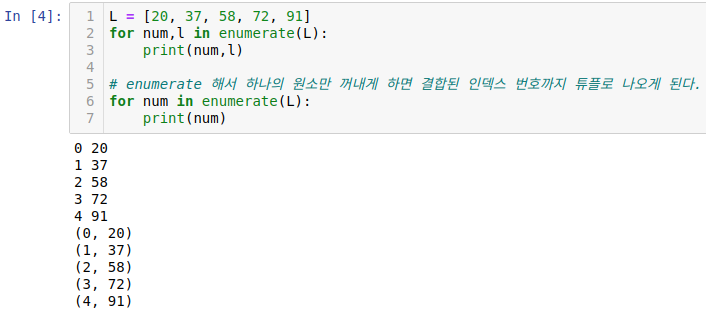 In [4]:
1 L = [20, 37, 58, 72, 91]
2 for num,l in enumerate(L):
3     print(num,l)
4
5 # enumerate 해서 하나의 원소만 꺼내게 하면 결합된 인덱스 번호까지 튜플로 나오게 된다.
6 for num in enumerate(L):
7     print(num)
0 20
1 37
2 58
3 72
4 91
(0, 20)
(1, 37)
(2, 58)
(3, 72)
(4, 91)